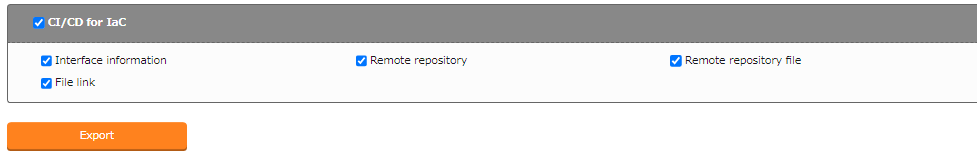 CI/CD for IaC
Interface information Remote repository Remote repository file
File link
Export